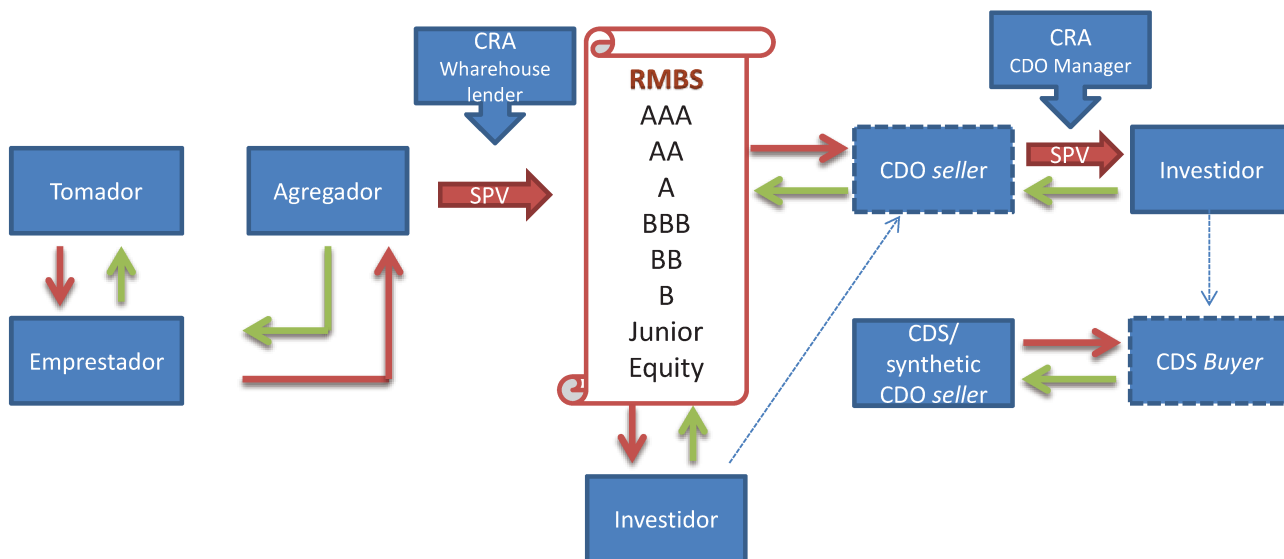 CRA
Wharehouse
lender
CRA
CDO Manager
RMBS
AAA
AA
A
BBB
BB
B
Junior
Equity
Tomador
Agregador
SPV
CDO seller
SPV
Investidor
Emprestador
CDS/
synthetic
CDO seller
CDS Buyer
Investidor